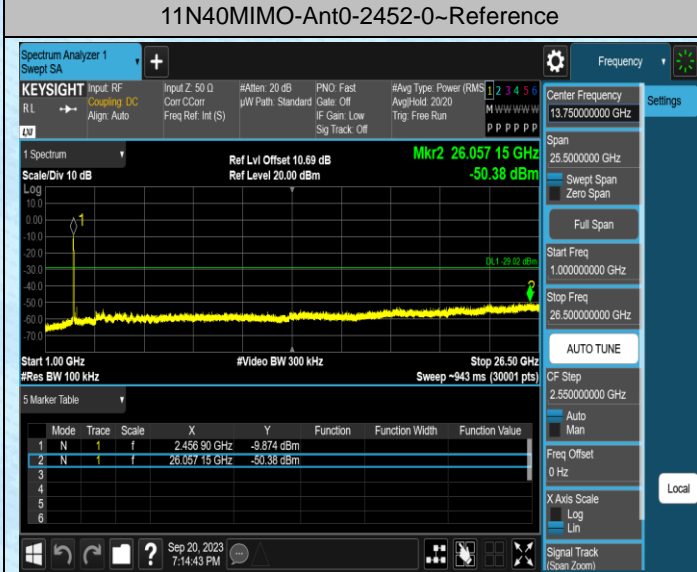 11N40MIMO-Ant0-2452-0~Reference
Spectrum Analyzer 1
Swept SA
+
Frequency
KEYSIGHT
RL
LXI
Input: RF
Coupling: DC
Align: Auto
Input Z: 50 Ω
Corr CCorr
Freq Ref: Int (S)
#Atten: 20 dB
µW Path: Standard
PNO: Fast
Gate: Off
IF Gain: Low
Sig Track: Off
#Avg Type: Power (RMS
Avg|Hold: 20/20
Trig: Free Run
1 2 3 4 5 6
M W W W W W
P P P P P P
1 Spectrum
Scale/Div 10 dB
Ref Lvl Offset 10.69 dB
Ref Level 20.00 dBm
Mkr2 26.057 15 GHz
-50.38 dBm
Log
10.0
0.00
-10.0
-20.0
-30.0
-40.0
-50.0
-60.0
-70.0
1
DL1 -29.02 dBm
2
Start 1.00 GHz
#Video BW 300 kHz
Stop 26.50 GHz
#Res BW 100 kHz
Sweep ~943 ms (30001 pts)
5 Marker Table
Mode Trace Scale X Y Function Function Width Function Value
1 N 1 f 2.456 90 GHz -9.874 dBm
2 N 1 f 26.057 15 GHz -50.38 dBm
3
4
5
6
?
Sep 20, 2023
7:14:43 PM
Center Frequency
13.750000000 GHz
Span
25.5000000 GHz
Swept Span
Zero Span
Full Span
Start Freq
1.000000000 GHz
Stop Freq
26.500000000 GHz
AUTO TUNE
CF Step
2.550000000 GHz
Auto
Man
Freq Offset
0 Hz
X Axis Scale
Log
Lin
Signal Track
(Span Zoom)
Settings
Local